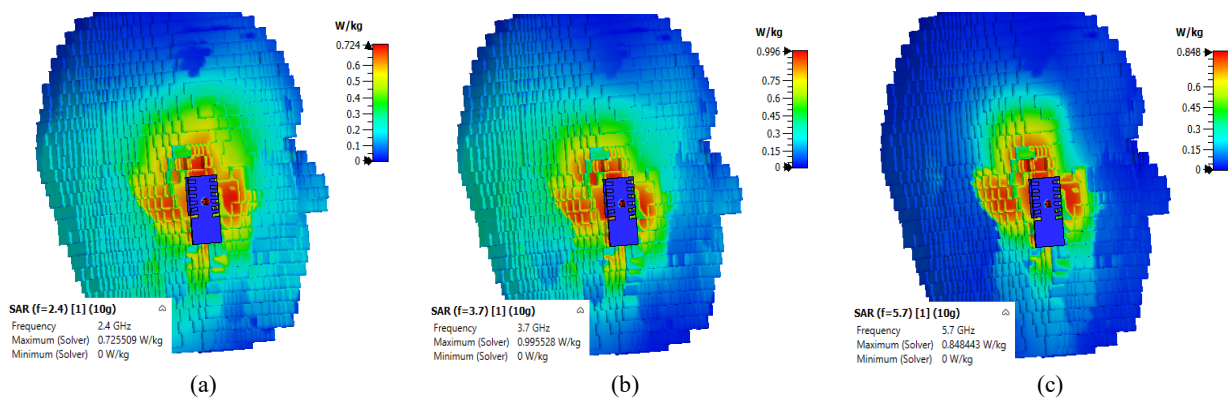 W/kg
0.724
0.6
0.5
0.4
0.3
0.2
0.1
0
SAR (f=2.4) [1] (10g)
Frequency 2.4 GHz
Maximum (Solver) 0.725509 W/kg
Minimum (Solver) 0 W/kg
(a)
W/kg
0.996
0.75
0.6
0.45
0.3
0.15
0
SAR (f=3.7) [1] (10g)
Frequency 3.7 GHz
Maximum (Solver) 0.995528 W/kg
Minimum (Solver) 0 W/kg
(b)
W/kg
0.848
0.6
0.45
0.3
0.15
0
SAR (f=5.7) [1] (10g)
Frequency 5.7 GHz
Maximum (Solver) 0.848443 W/kg
Minimum (Solver) 0 W/kg
(c)